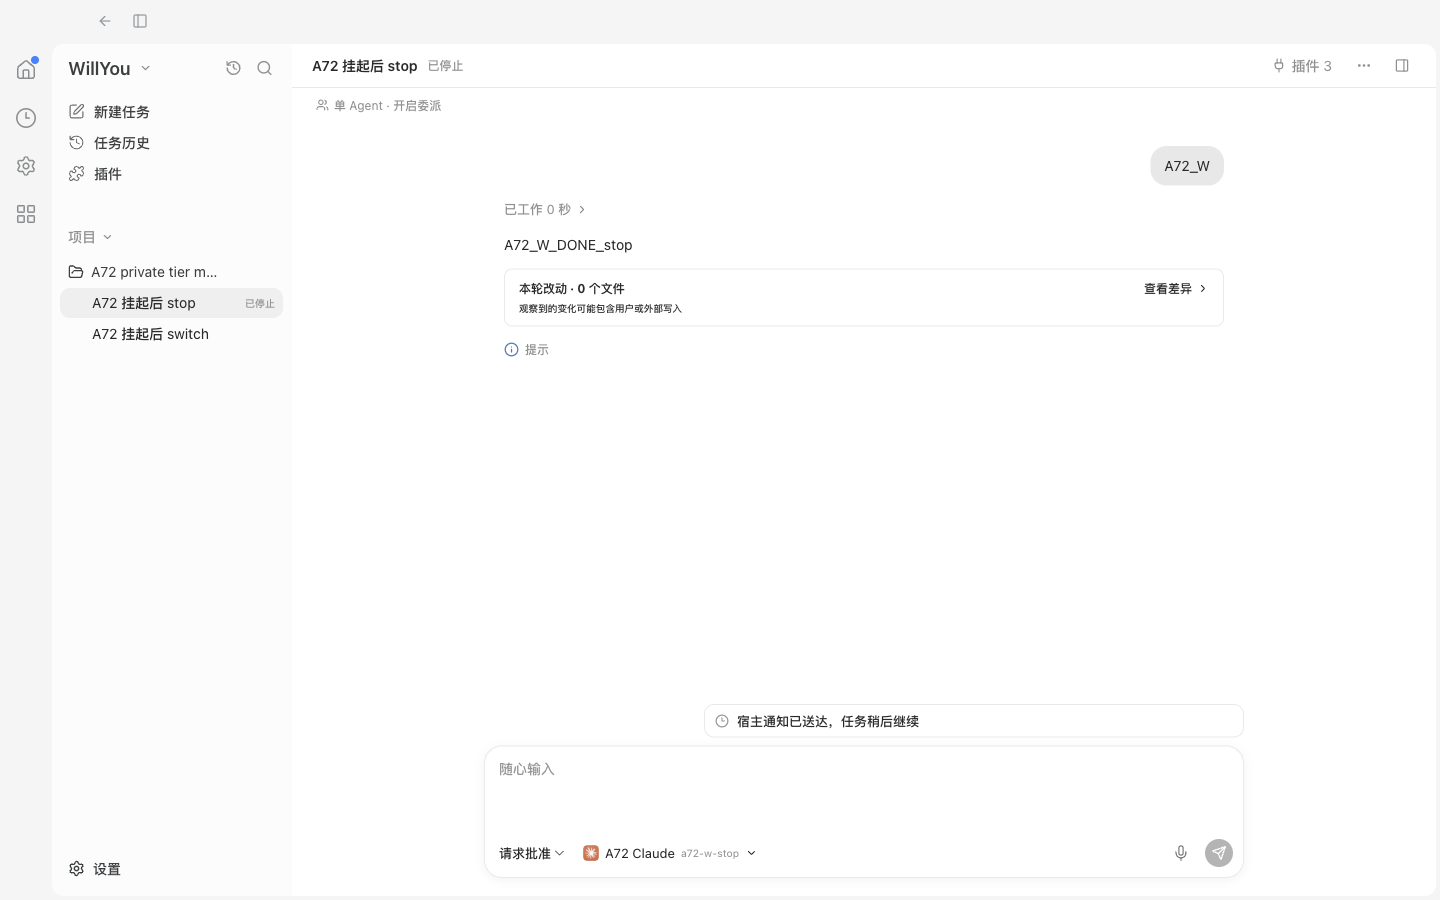 WillYou
新建任务
任务历史
插件
项目
A72 private tier m...
A72 挂起后 stop 已停止
A72 挂起后 switch
设置
A72 挂起后 stop 已停止
插件 3
单 Agent · 开启委派
A72_W
已工作 0 秒
A72_W_DONE_stop
本轮改动 · 0 个文件 查看差异
观察到的变化可能包含用户或外部写入
提示
宿主通知已送达，任务稍后继续
随心输入
请求批准 A72 Claude a72-w-stop